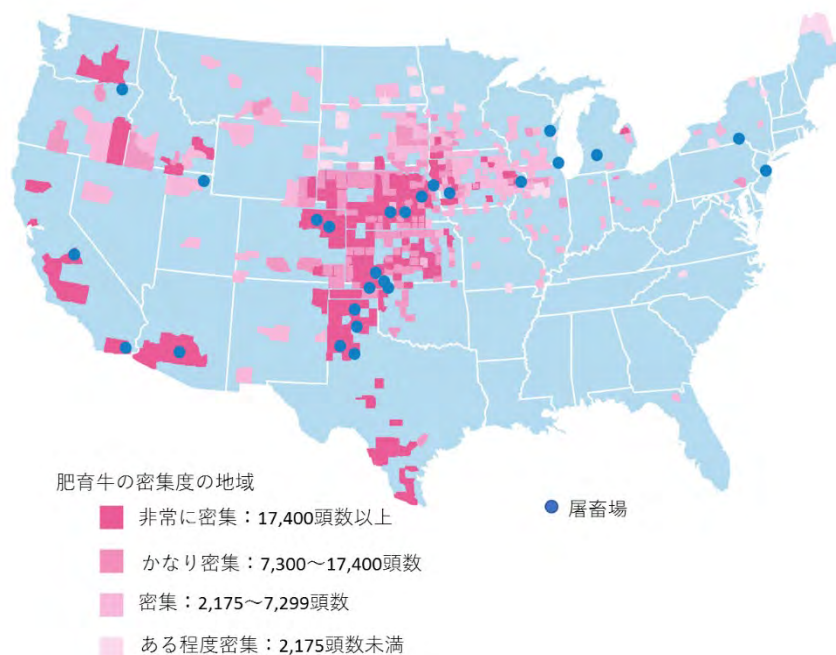 肥育牛の密集度の地域
非常に密集：17,400頭数以上
かなり密集：7,300～17,400頭数
密集：2,175～7,299頭数
ある程度密集：2,175頭数未満
屠畜場